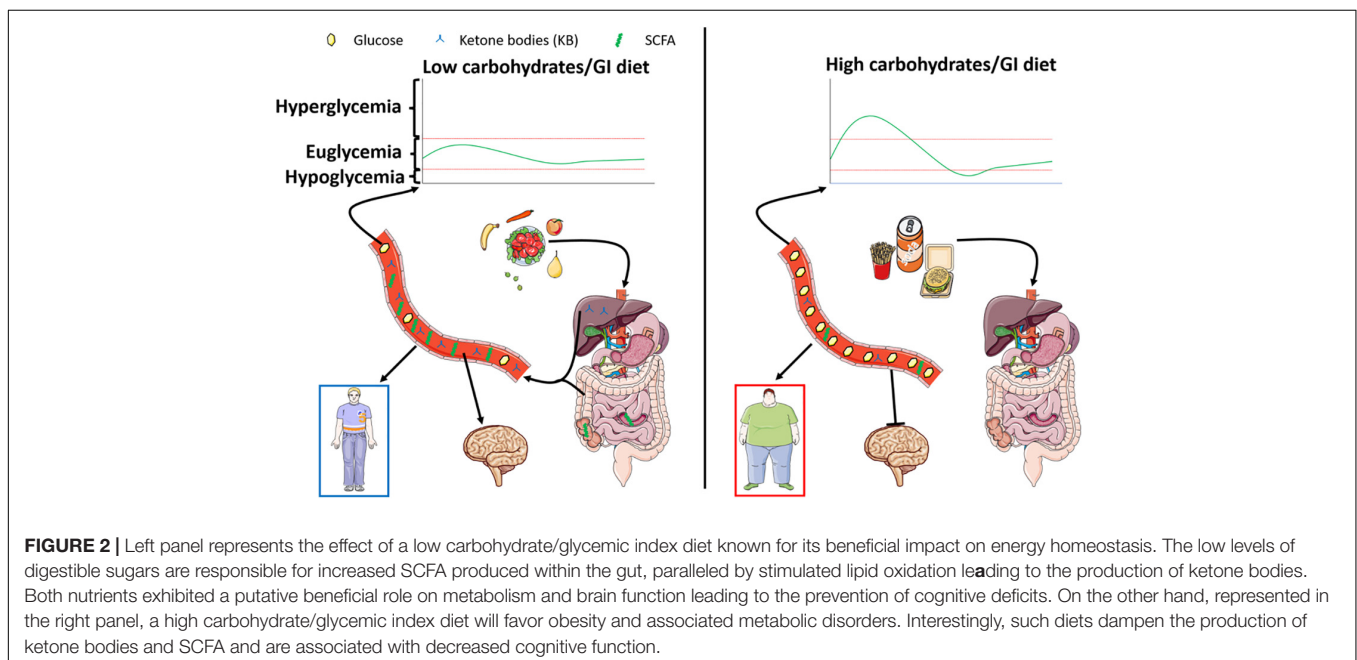 Glucose Ketone bodies (KB) SCFA
Low carbohydrates/GI diet
Hyperglycemia
Euglycemia
Hypoglycemia
High carbohydrates/GI diet
FIGURE 2 | Left panel represents the effect of a low carbohydrate/glycemic index diet known for its beneficial impact on energy homeostasis. The low levels of
digestible sugars are responsible for increased SCFA produced within the gut, paralleled by stimulated lipid oxidation leading to the production of ketone bodies.
Both nutrients exhibited a putative beneficial role on metabolism and brain function leading to the prevention of cognitive deficits. On the other hand, represented in
the right panel, a high carbohydrate/glycemic index diet will favor obesity and associated metabolic disorders. Interestingly, such diets dampen the production of
ketone bodies and SCFA and are associated with decreased cognitive function.